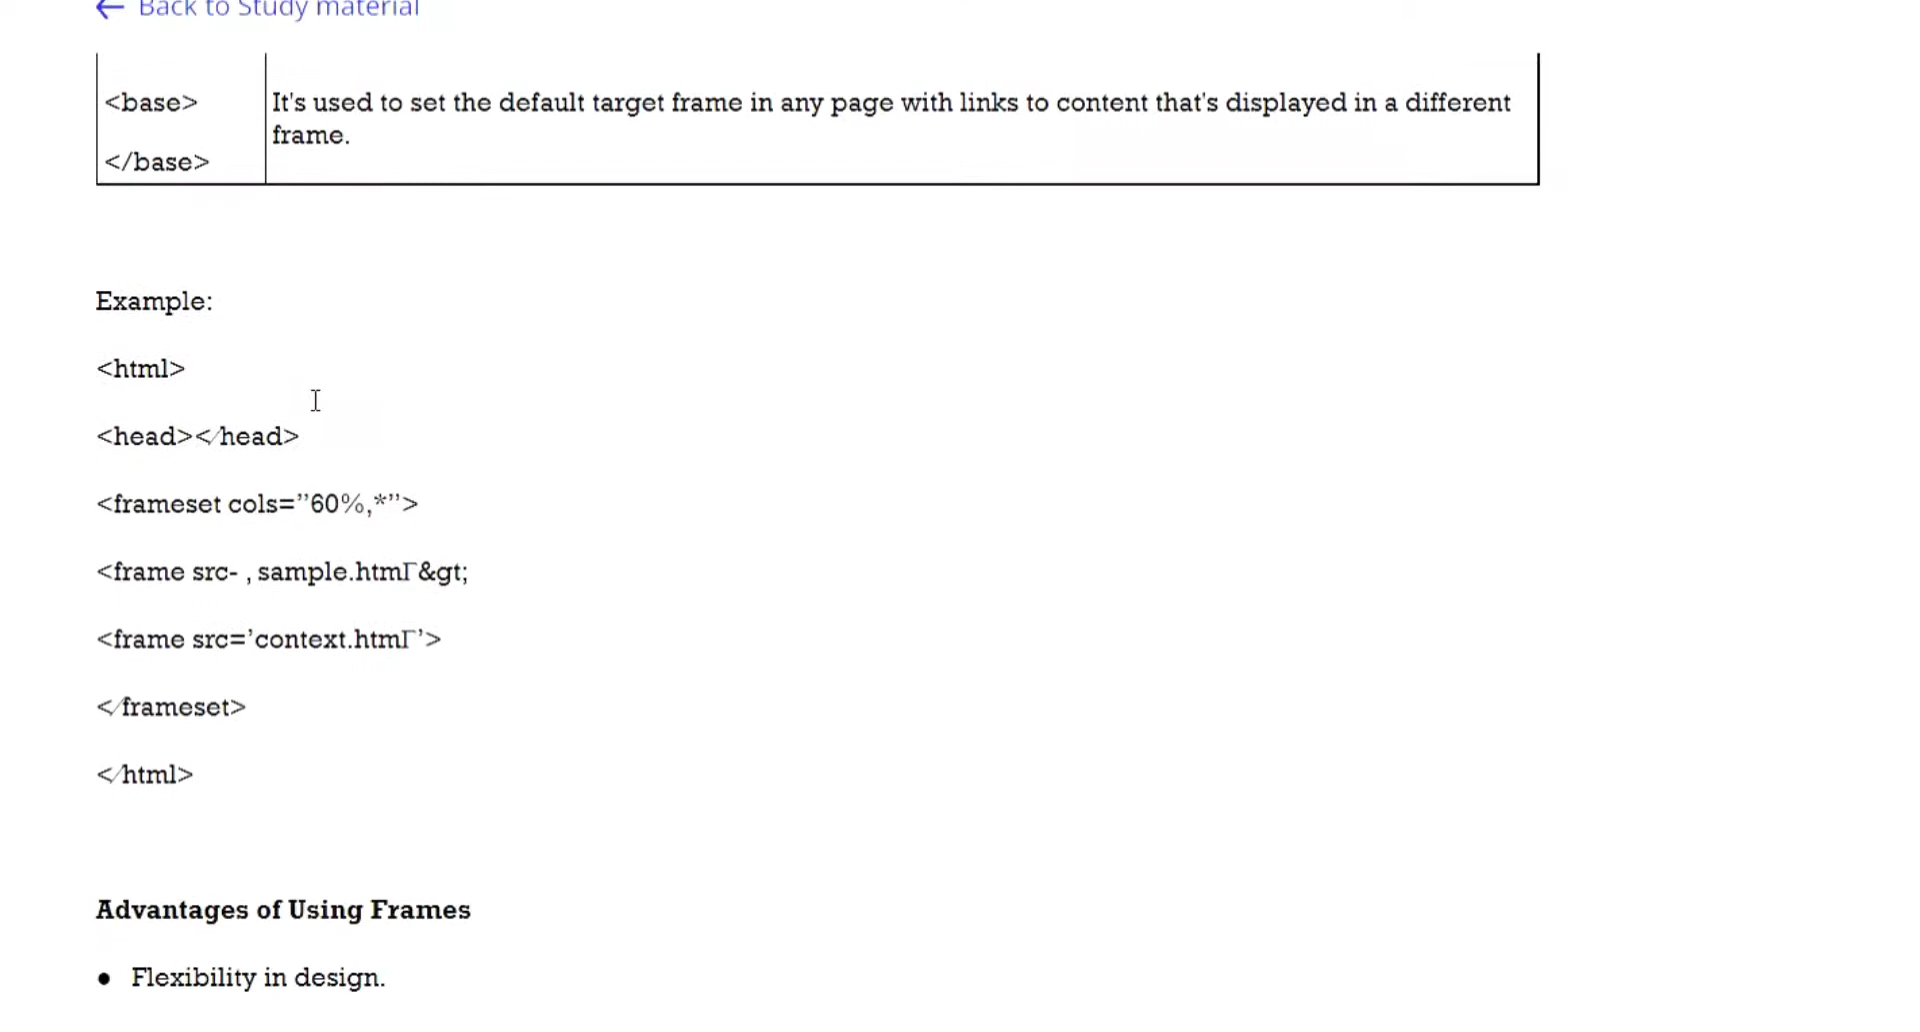 ← Back to Study material
<base>
It's used to set the default target frame in any page with links to content that's displayed in a different
frame.
</base>
Example:
<html>
<head></head>
<frameset cols=”60%,*”>
<frame src- , sample.htmΓ&gt;
<frame src=’context.htmΓ’>
</frameset>
</html>
Advantages of Using Frames
● Flexibility in design.